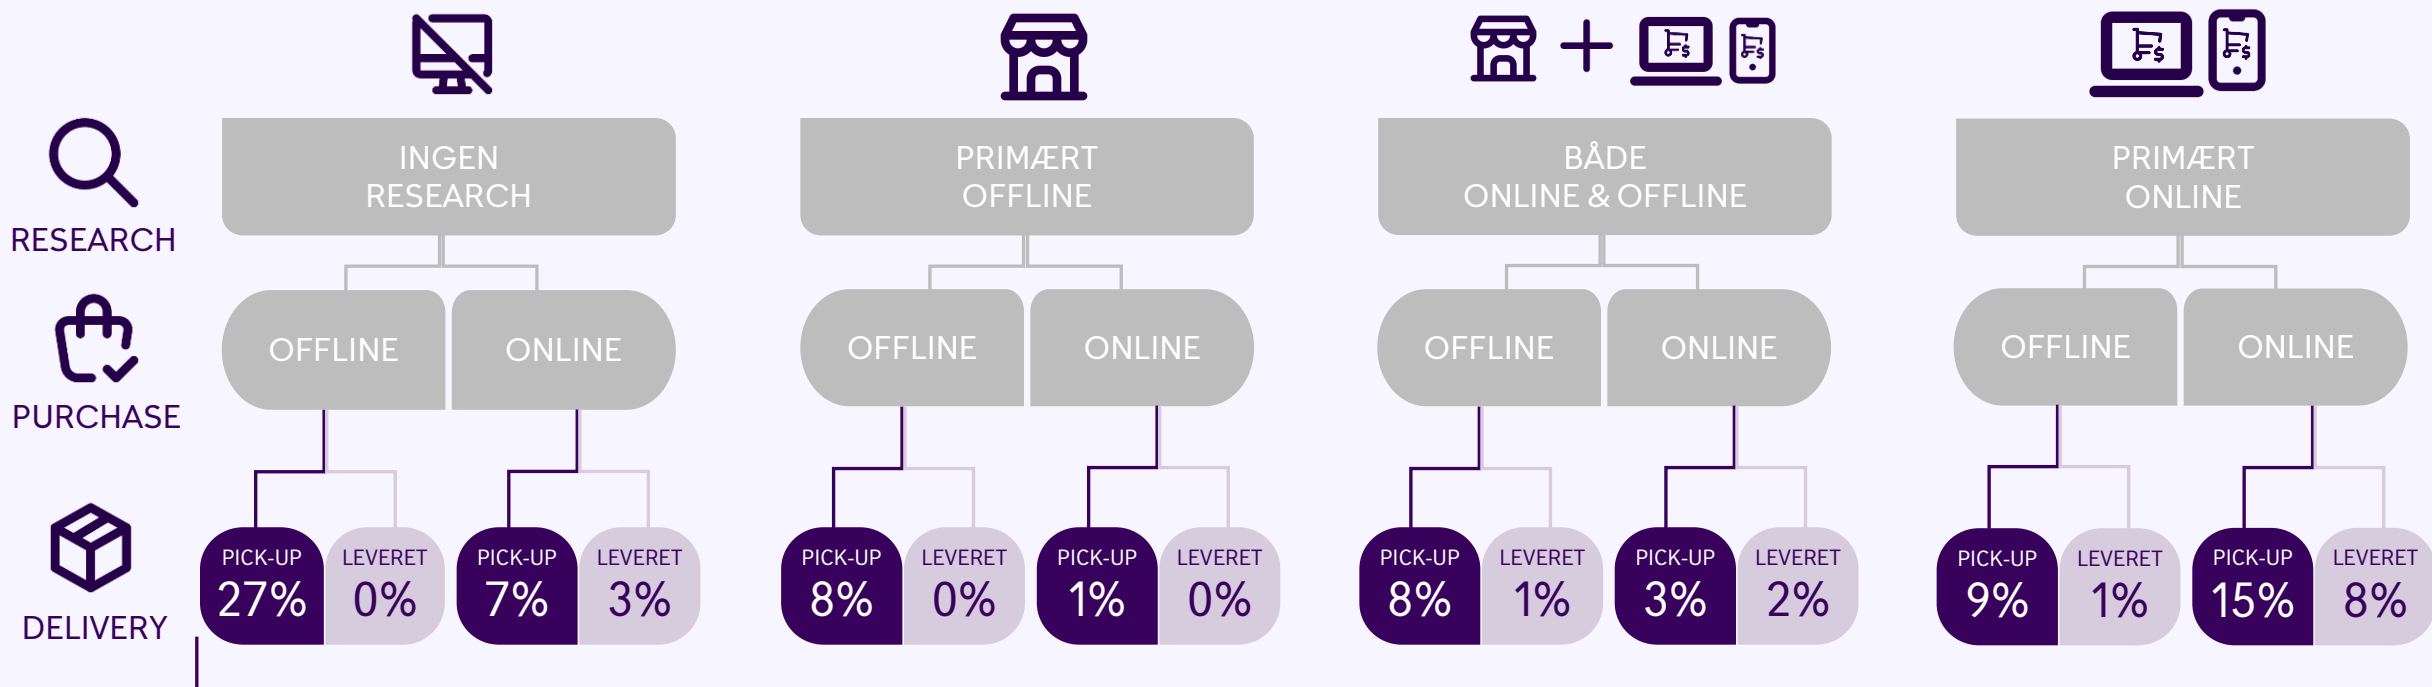 INGEN
RESEARCH
PRIMÆRT
OFFLINE
BÅDE
ONLINE & OFFLINE
PRIMÆRT
ONLINE
RESEARCH
OFFLINE ONLINE OFFLINE ONLINE OFFLINE ONLINE OFFLINE ONLINE
PURCHASE
PICK-UP LEVERET PICK-UP LEVERET PICK-UP LEVERET PICK-UP LEVERET PICK-UP LEVERET PICK-UP LEVERET PICK-UP LEVERET PICK-UP LEVERET
27% 0% 7% 3% 8% 0% 1% 0% 8% 1% 3% 2% 9% 1% 15% 8%
DELIVERY